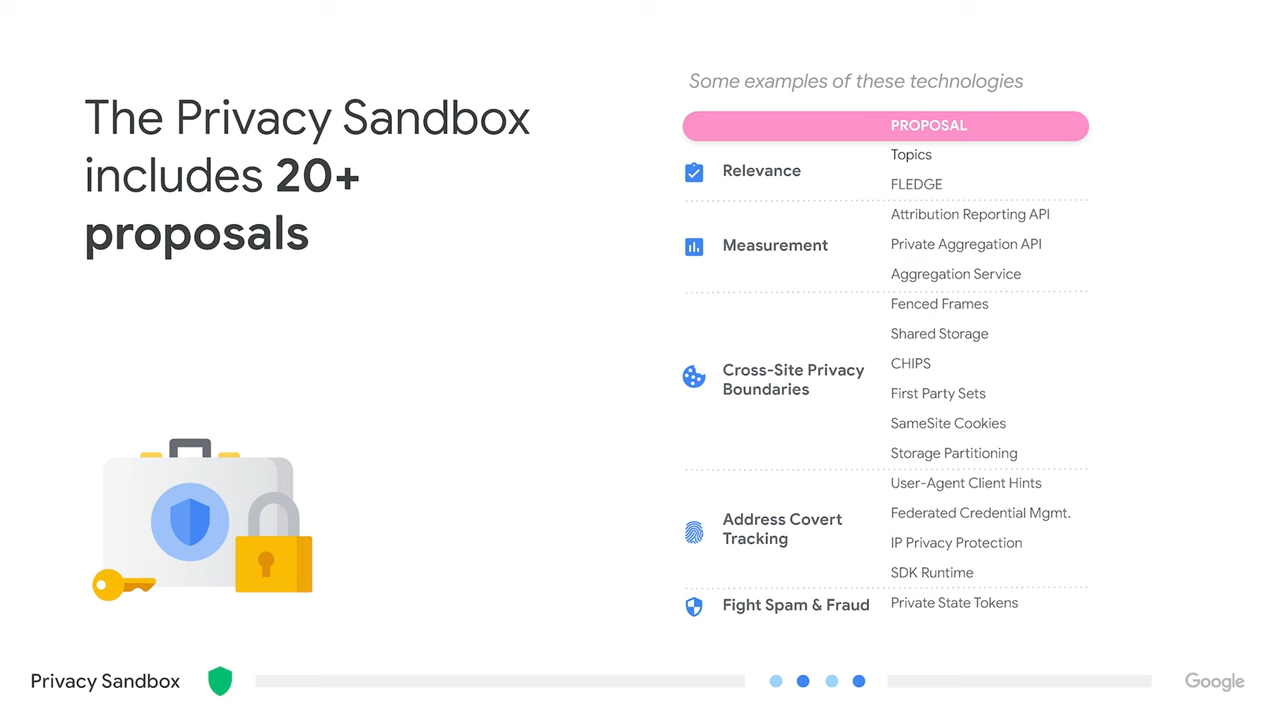 The Privacy Sandbox
includes 20+
proposals
Some examples of these technologies
PROPOSAL
Relevance
Topics
FLEDGE
Measurement
Attribution Reporting API
Private Aggregation API
Aggregation Service
Cross-Site Privacy
Boundaries
Fenced Frames
Shared Storage
CHIPS
First Party Sets
SameSite Cookies
Storage Partitioning
Address Covert
Tracking
User-Agent Client Hints
Federated Credential Mgmt.
IP Privacy Protection
SDK Runtime
Fight Spam & Fraud
Private State Tokens
Privacy Sandbox
Google